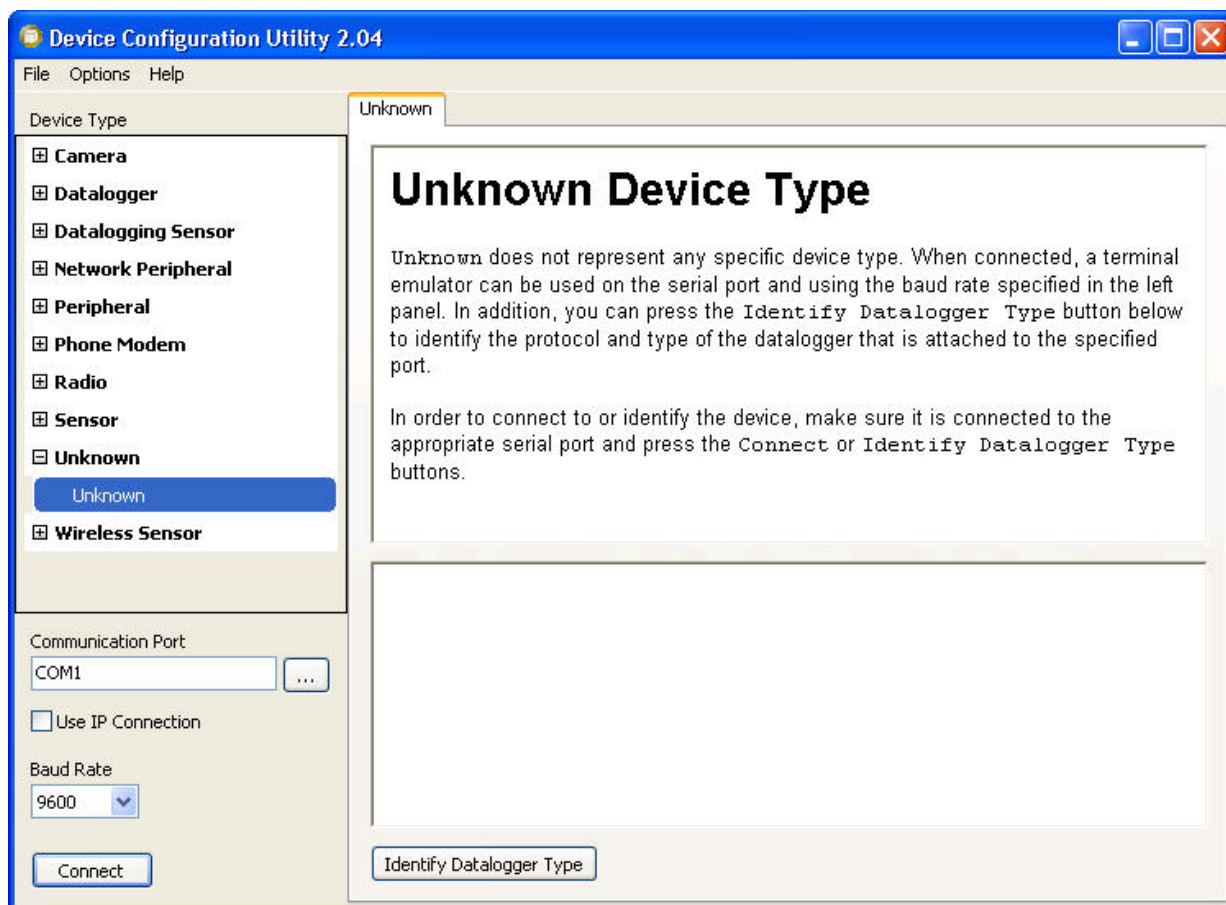 Device Configuration Utility 2.04
File Options Help
Device Type
Camera
Datalogger
Datalogging Sensor
Network Peripheral
Peripheral
Phone Modem
Radio
Sensor
Unknown
Unknown
Wireless Sensor
Communication Port
COM1
...
Use IP Connection
Baud Rate
9600
Connect
Unknown
Unknown Device Type
Unknown does not represent any specific device type. When connected, a terminal
emulator can be used on the serial port and using the baud rate specified in the left
panel. In addition, you can press the Identify Datalogger Type button below
to identify the protocol and type of the datalogger that is attached to the specified
port.
In order to connect to or identify the device, make sure it is connected to the
appropriate serial port and press the Connect or Identify Datalogger Type
buttons.
Identify Datalogger Type